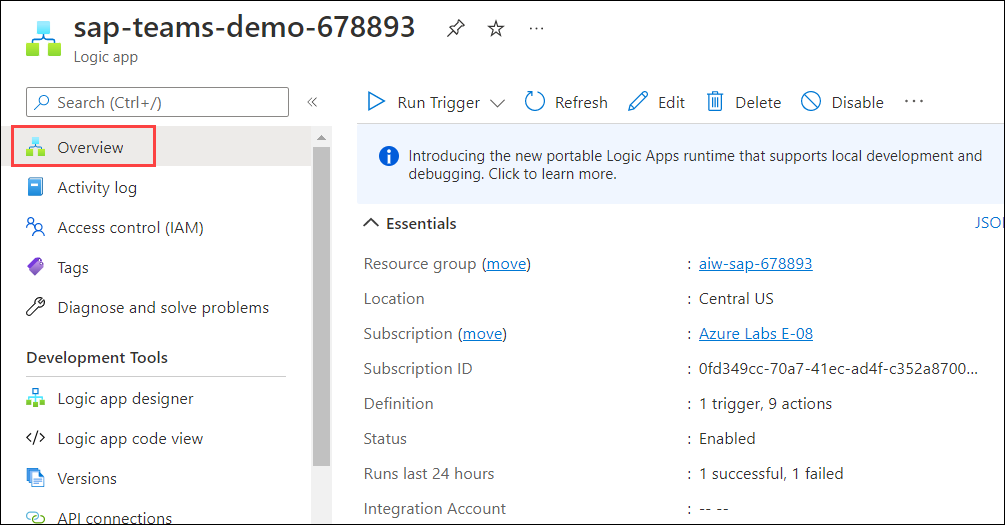 sap-teams-demo-678893
Logic app
Search (Ctrl+/)
«
Overview
Activity log
Access control (IAM)
Tags
Diagnose and solve problems
Development Tools
Logic app designer
Logic app code view
Versions
API connections
Run Trigger
Refresh
Edit
Delete
Disable
...
Introducing the new portable Logic Apps runtime that supports local development and
debugging. Click to learn more.
Essentials
JSO
Resource group (move) : aiw-sap-678893
Location : Central US
Subscription (move) : Azure Labs E-08
Subscription ID : 0fd349cc-70a7-41ec-ad4f-c352a8700...
Definition : 1 trigger, 9 actions
Status : Enabled
Runs last 24 hours : 1 successful, 1 failed
Integration Account : -- --